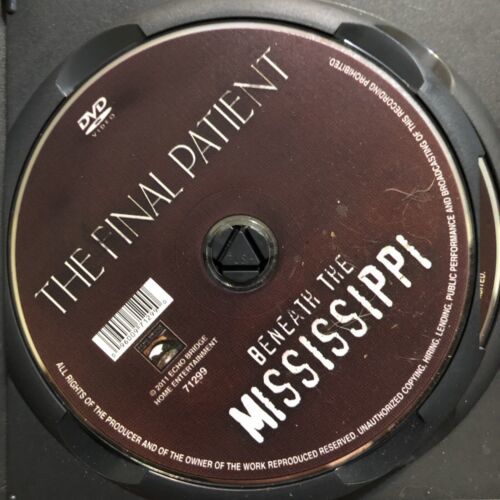 DVD
VIDEO
THE FINAL PATIENT
BENEATH THE
MISSISSIPPI
© 2011 ECHO BRIDGE
HOME ENTERTAINMENT
71299
ALL RIGHTS OF THE PRODUCER AND OF THE OWNER OF THE WORK REPRODUCED RESERVED. UNAUTHORIZED COPYING, HIRING, LENDING, PUBLIC PERFORMANCE AND BROADCASTING OF THIS RECORDING PROHIBITED.